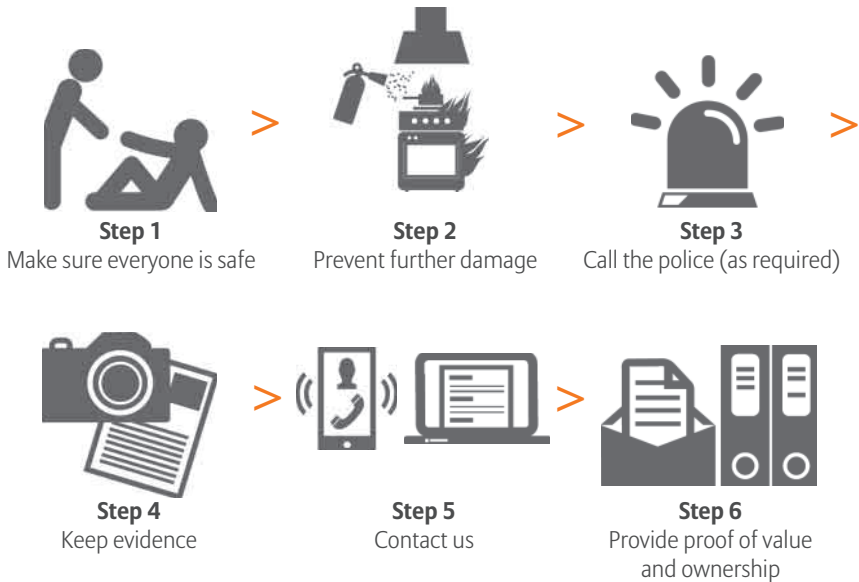 Step 1
Make sure everyone is safe
Step 2
Prevent further damage
Step 3
Call the police (as required)
Step 4
Keep evidence
Step 5
Contact us
Step 6
Provide proof of value
and ownership